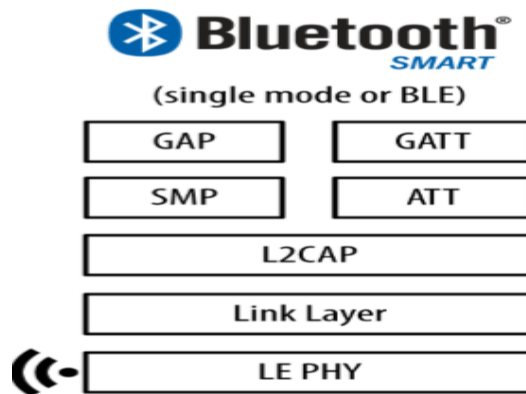 Bluetooth®
SMART
(single mode or BLE)
GAP GATT
SMP ATT
L2CAP
Link Layer
LE PHY